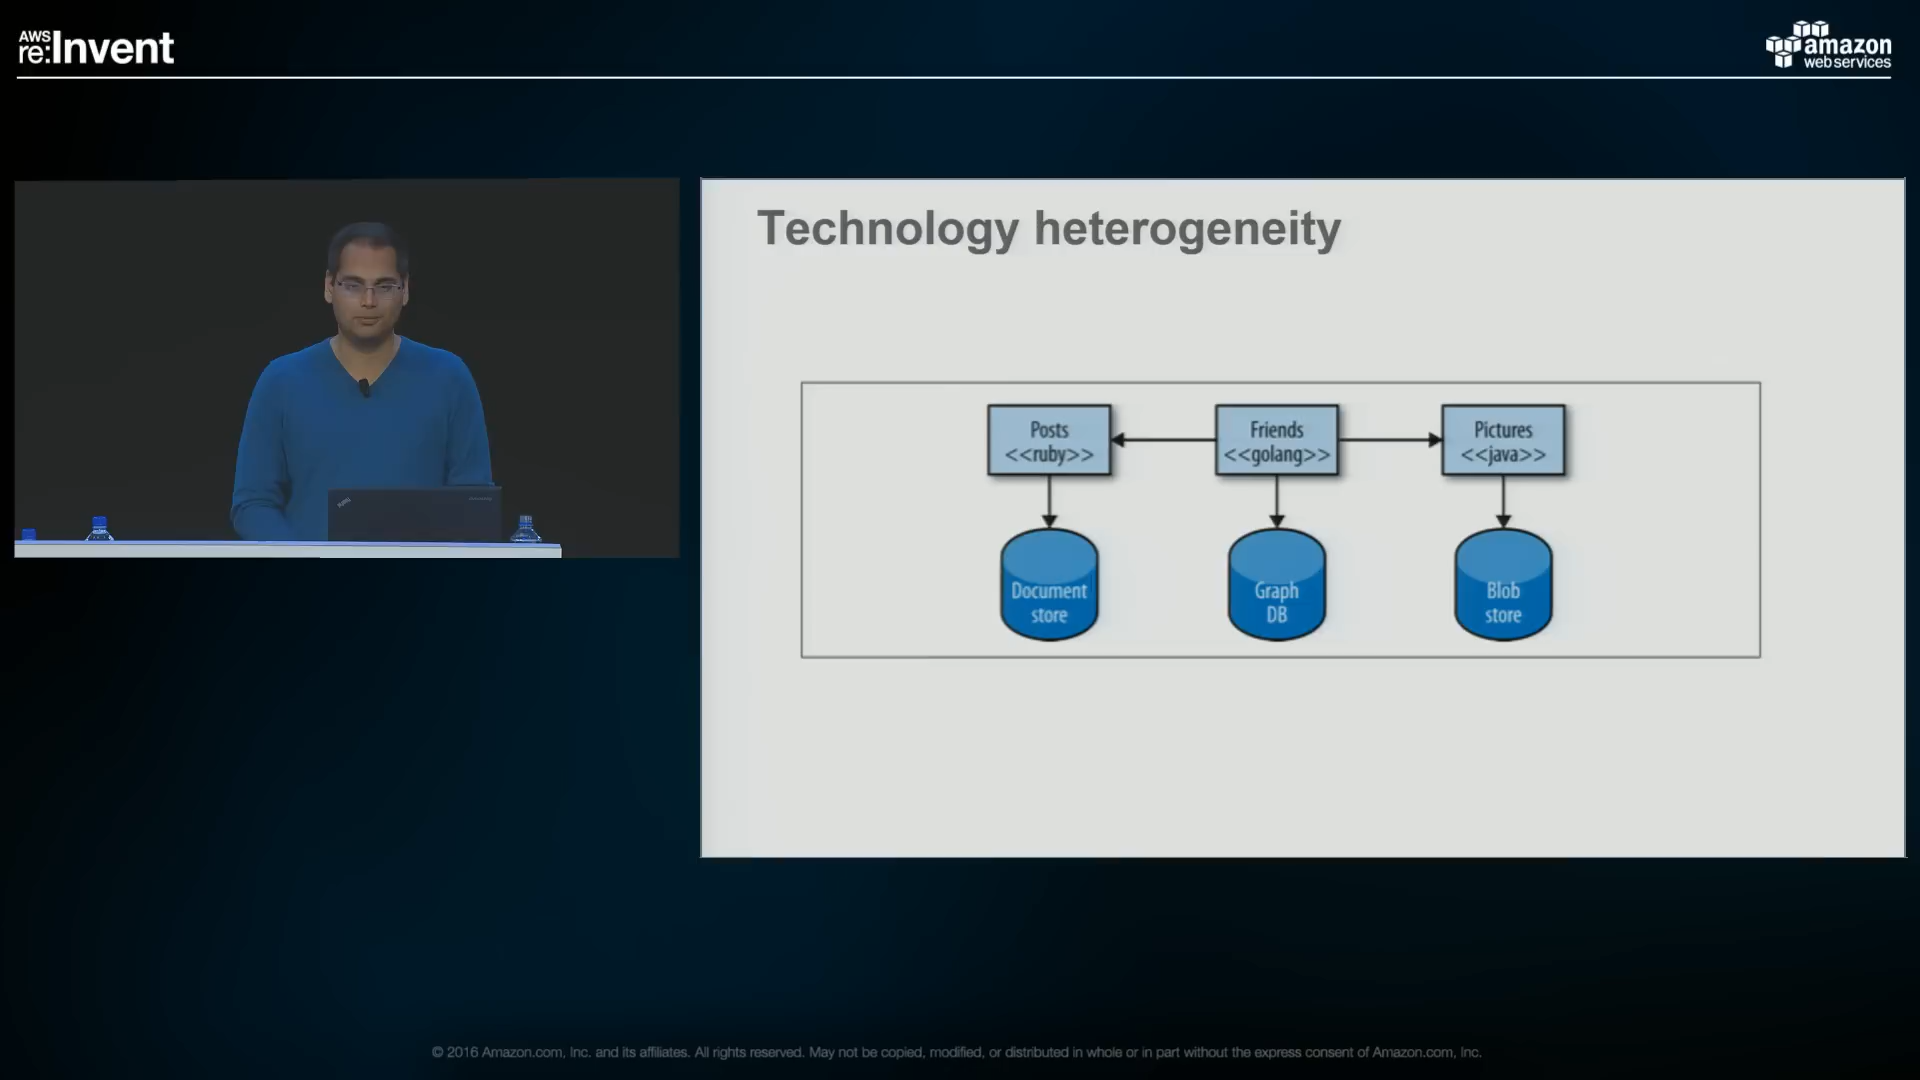 AWS
re:Invent
amazon
webservices
Technology heterogeneity
Posts
<<ruby>>
Friends
<<golang>>
Pictures
<<java>>
Document
store
Graph
DB
Blob
store
© 2016 Amazon.com, Inc. and its affiliates. All rights reserved. May not be copied, modified, or distributed in whole or in part without the express consent of Amazon.com, Inc.